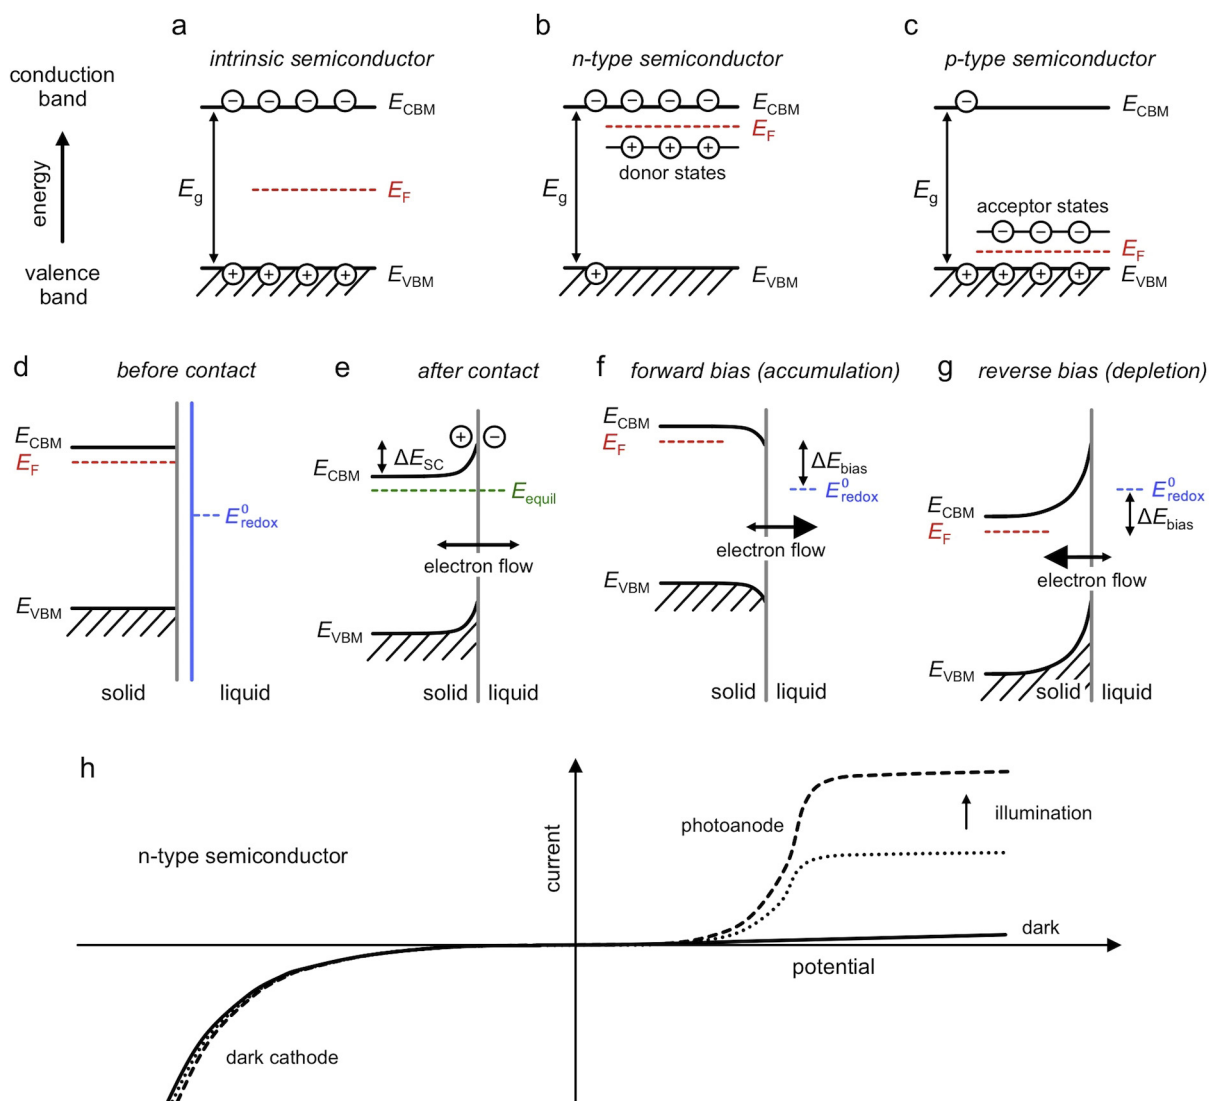 a
intrinsic semiconductor
conduction
band
energy
valence
band
E_CBM
E_g
E_F
E_VBM
b
n-type semiconductor
E_CBM
E_F
donor states
E_g
E_VBM
c
p-type semiconductor
E_CBM
E_g
acceptor states
E_F
E_VBM
d
before contact
E_CBM
E_F
E^0_redox
E_VBM
solid liquid
e
after contact
+ −
ΔE_SC
E_CBM
E_equil
electron flow
E_VBM
solid liquid
f
forward bias (accumulation)
E_CBM
E_F
ΔE_bias
E^0_redox
electron flow
E_VBM
solid liquid
g
reverse bias (depletion)
E^0_redox
E_CBM
ΔE_bias
E_F
electron flow
E_VBM
solid liquid
h
n-type semiconductor
current
photoanode
illumination
dark
potential
dark cathode